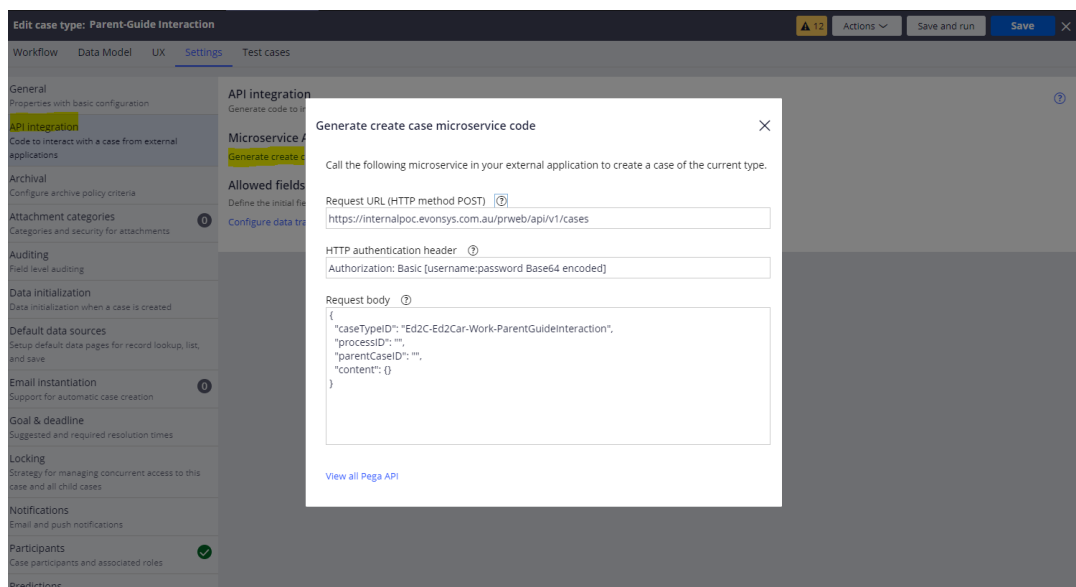 Edit case type: Parent-Guide Interaction
12
Actions
Save and run
Save
Workflow Data Model UX Settings Test cases
General
Properties with basic configuration
API integration
Code to interact with a case from external
applications
Archival
Configure archive policy criteria
Attachment categories
0
Categories and security for attachments
Auditing
Field level auditing
Data initialization
Data initialization when a case is created
Default data sources
Setup default data pages for record lookup, list,
and save
Email instantiation
0
Support for automatic case creation
Goal & deadline
Suggested and required resolution times
Locking
Strategy for managing concurrent access to this
case and all child cases
Notifications
Email and push notifications
Participants
Case participants and associated roles
Predictions
API integration
Generate code to in
Microservice A
Generate create c
Allowed fields
Define the initial fie
Configure data tra
Generate create case microservice code
Call the following microservice in your external application to create a case of the current type.
Request URL (HTTP method POST)
https://internalpoc.evonsys.com.au/prweb/api/v1/cases
HTTP authentication header
Authorization: Basic [username:password Base64 encoded]
Request body
{
"caseTypeID": "Ed2C-Ed2Car-Work-ParentGuideInteraction",
"processID": "",
"parentCaseID": "",
"content": {}
}
View all Pega API